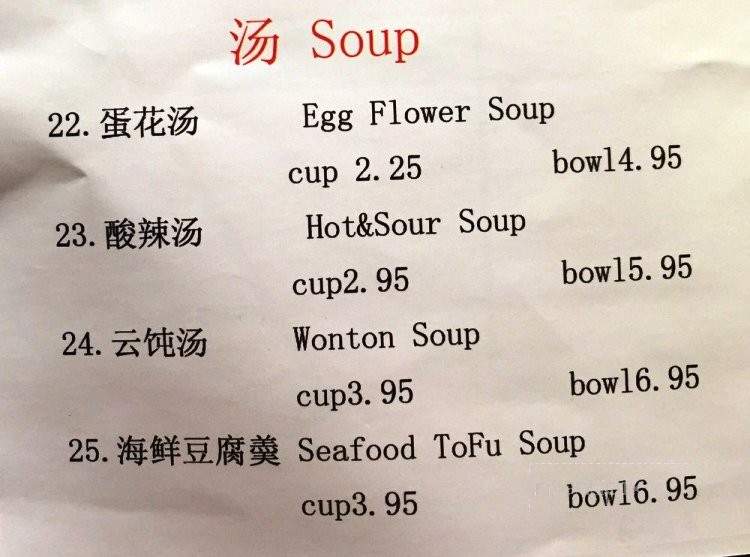 汤 Soup
22. 蛋花汤 Egg Flower Soup
cup 2.25 bowl4.95
23. 酸辣汤 Hot&Sour Soup
cup2.95 bowl5.95
24. 云饨汤 Wonton Soup
cup3.95 bowl6.95
25. 海鲜豆腐羹 Seafood ToFu Soup
cup3.95 bowl6.95